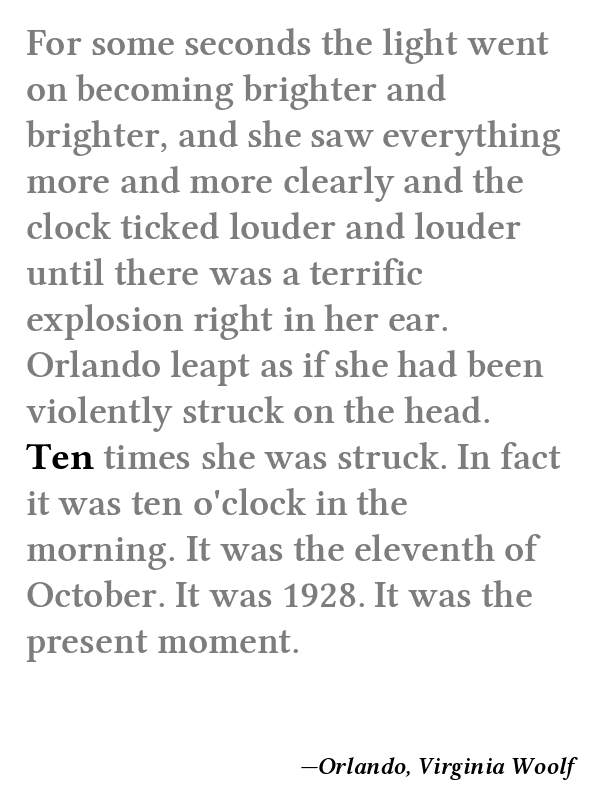 For some seconds the light went
on becoming brighter and
brighter, and she saw everything
more and more clearly and the
clock ticked louder and louder
until there was a terrific
explosion right in her ear.
Orlando leapt as if she had been
violently struck on the head.
Ten times she was struck. In fact
it was ten o'clock in the
morning. It was the eleventh of
October. It was 1928. It was the
present moment.
—Orlando, Virginia Woolf